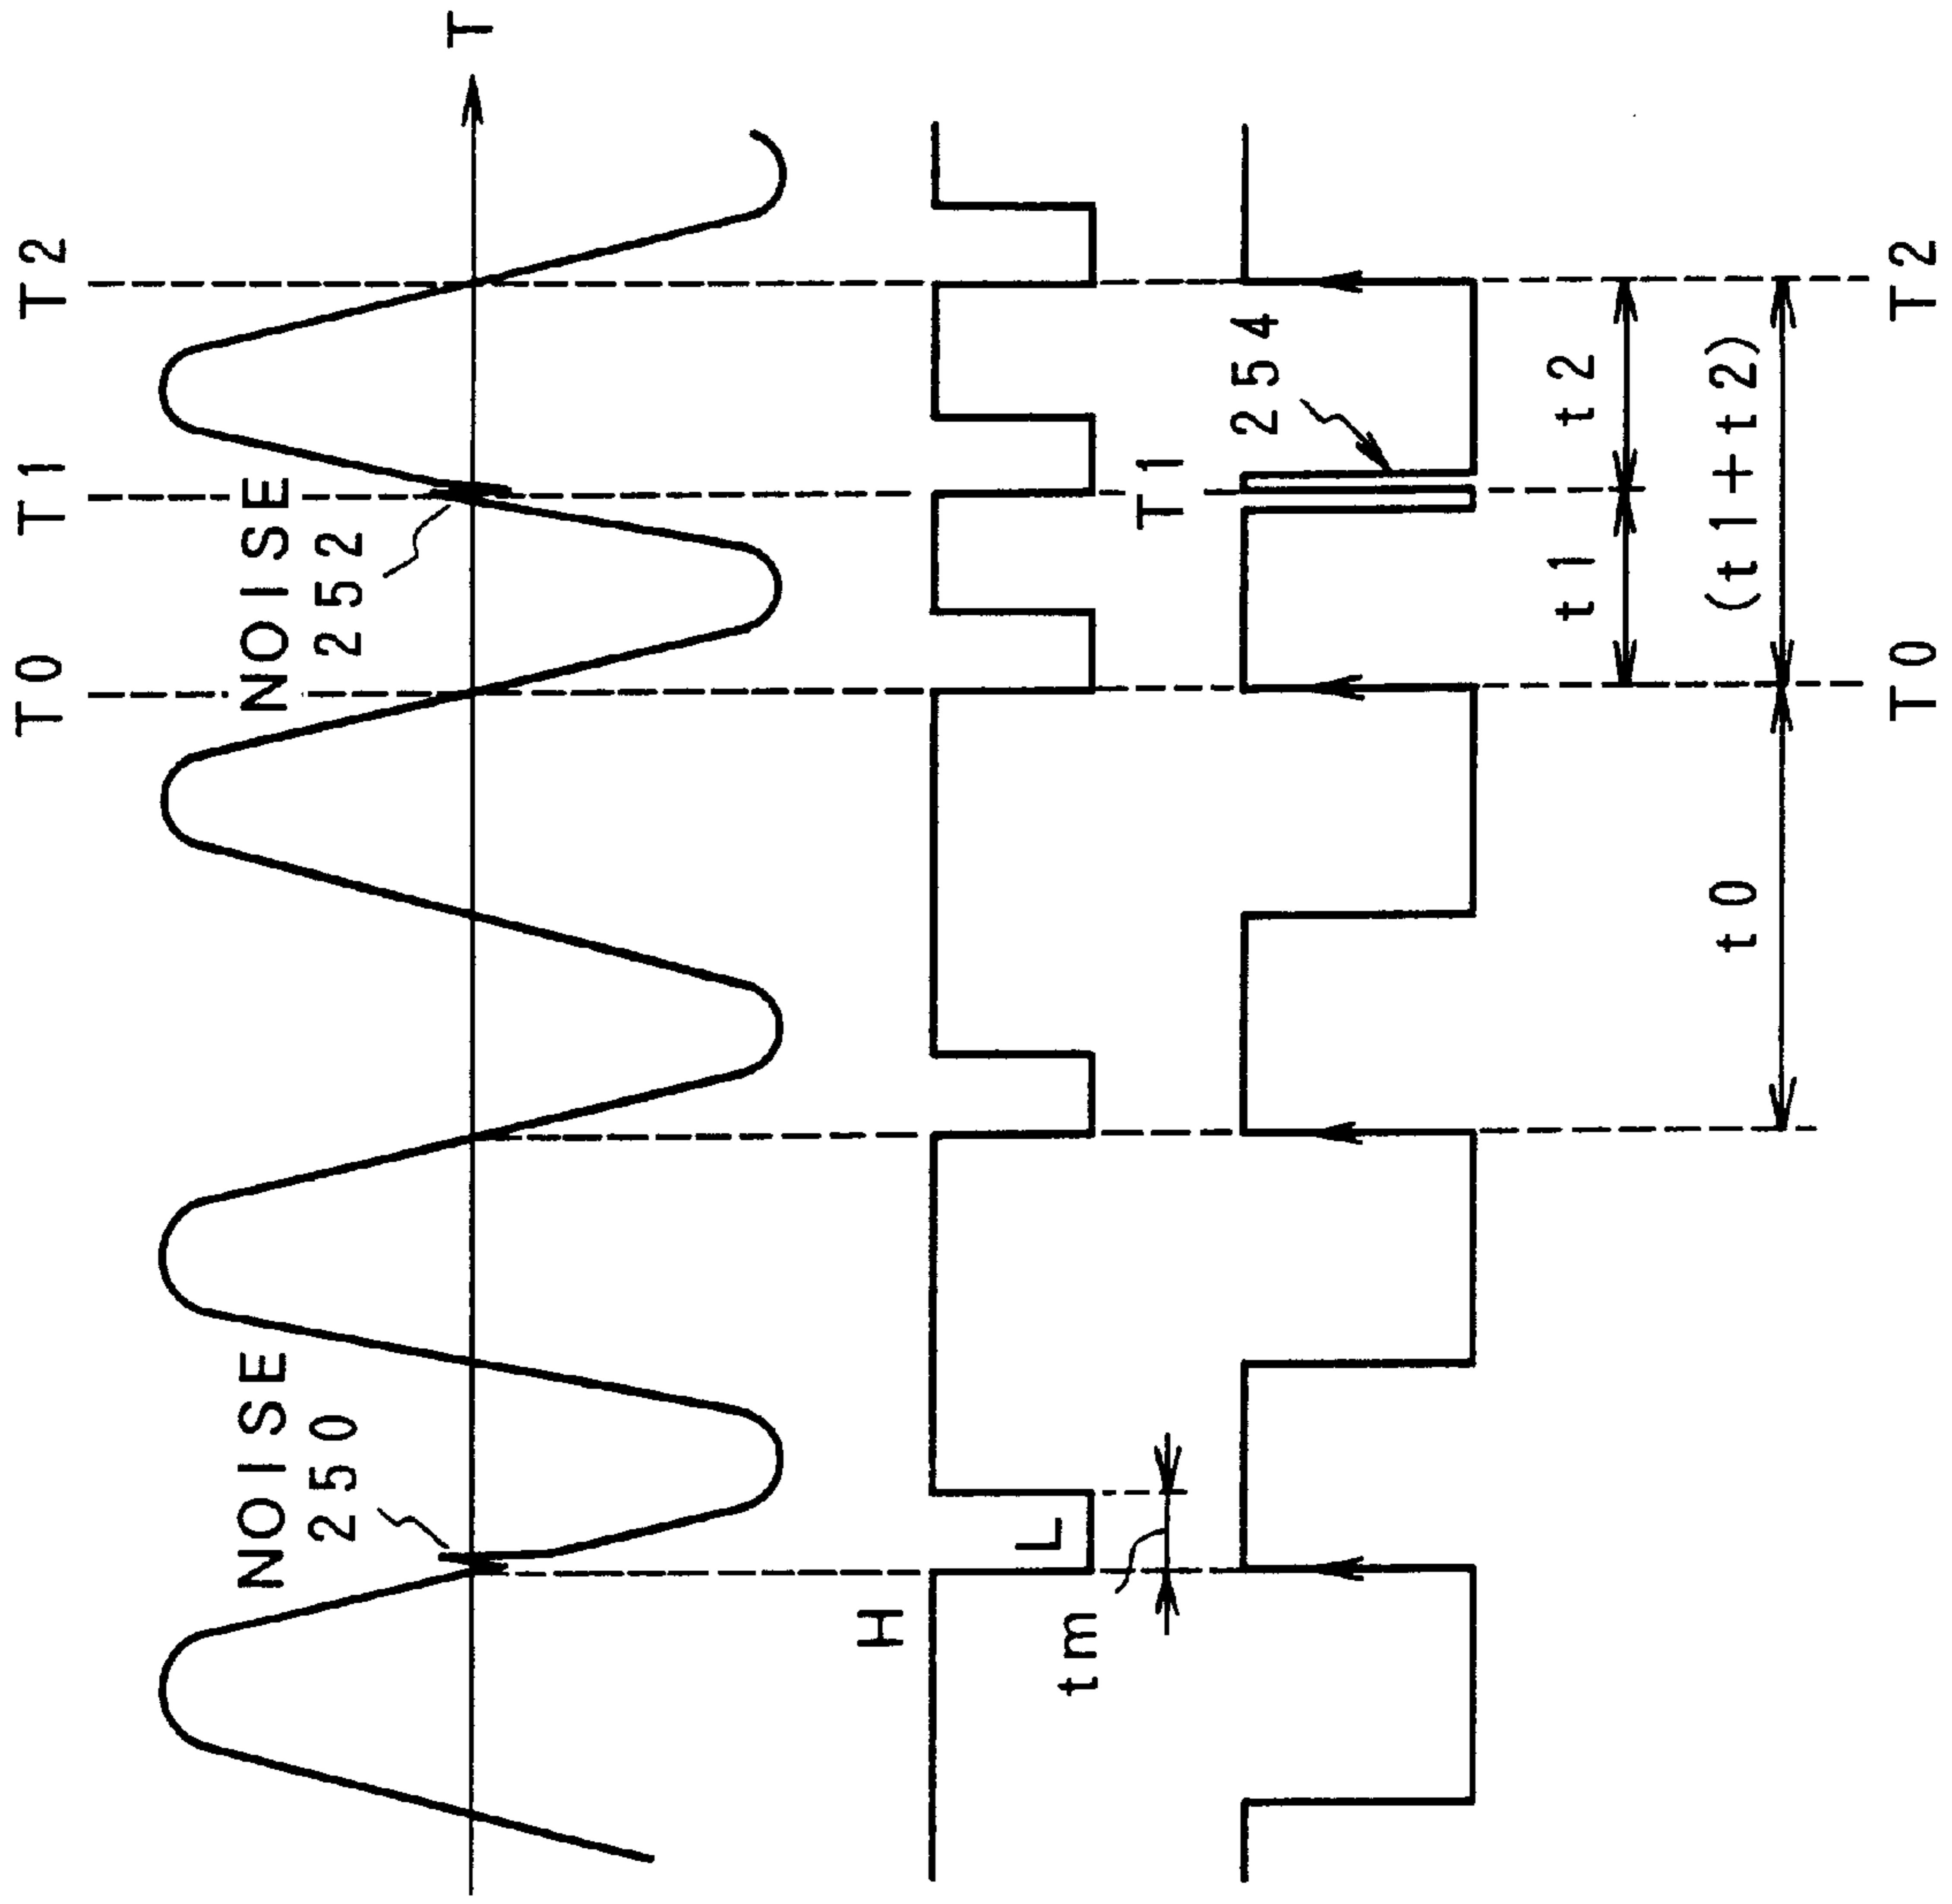 T0 T1 T2
NOISE NOISE
250 252
T
H
L
tm
T1
254
t1 t2
t0 (t1+t2)
T0 T2